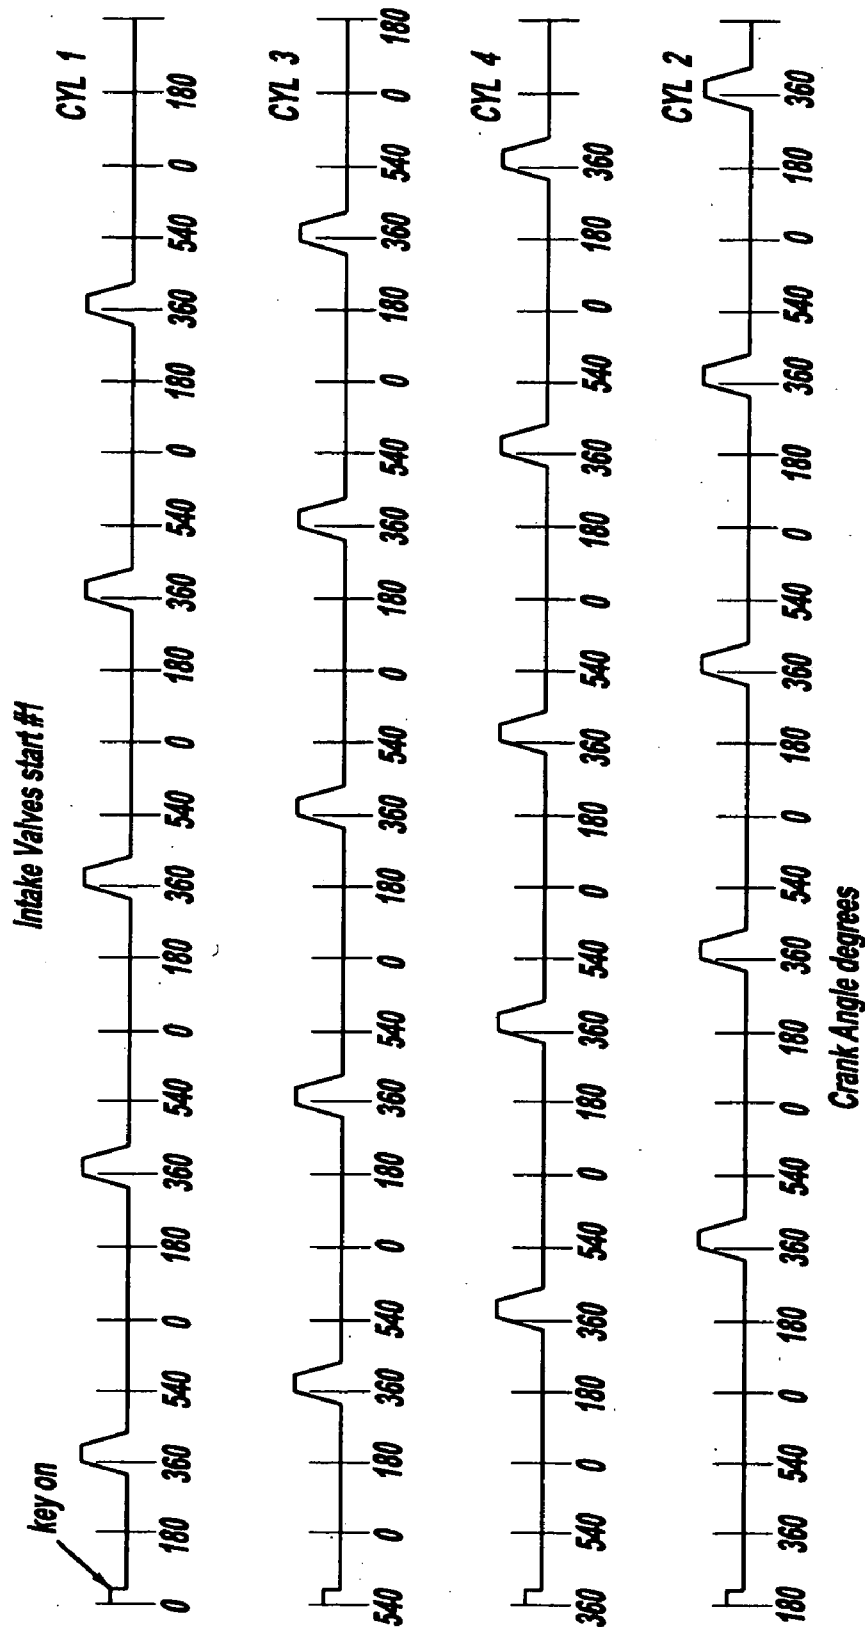 Intake Valves start #1
key on
CYL 1
0 180 360 540 0 180 360 540 0 180 360 540 0 180 360 540 0 180 360 540 0 180
CYL 3
540 0 180 360 540 0 180 360 540 0 180 360 540 0 180 360 540 0 180 360 540 0 180
CYL 4
360 540 0 180 360 540 0 180 360 540 0 180 360 540 0 180 360 540 0 180 360
CYL 2
180 360 540 0 180 360 540 0 180 360 540 0 180 360 540 0 180 360 540 0 180 360
Crank Angle degrees